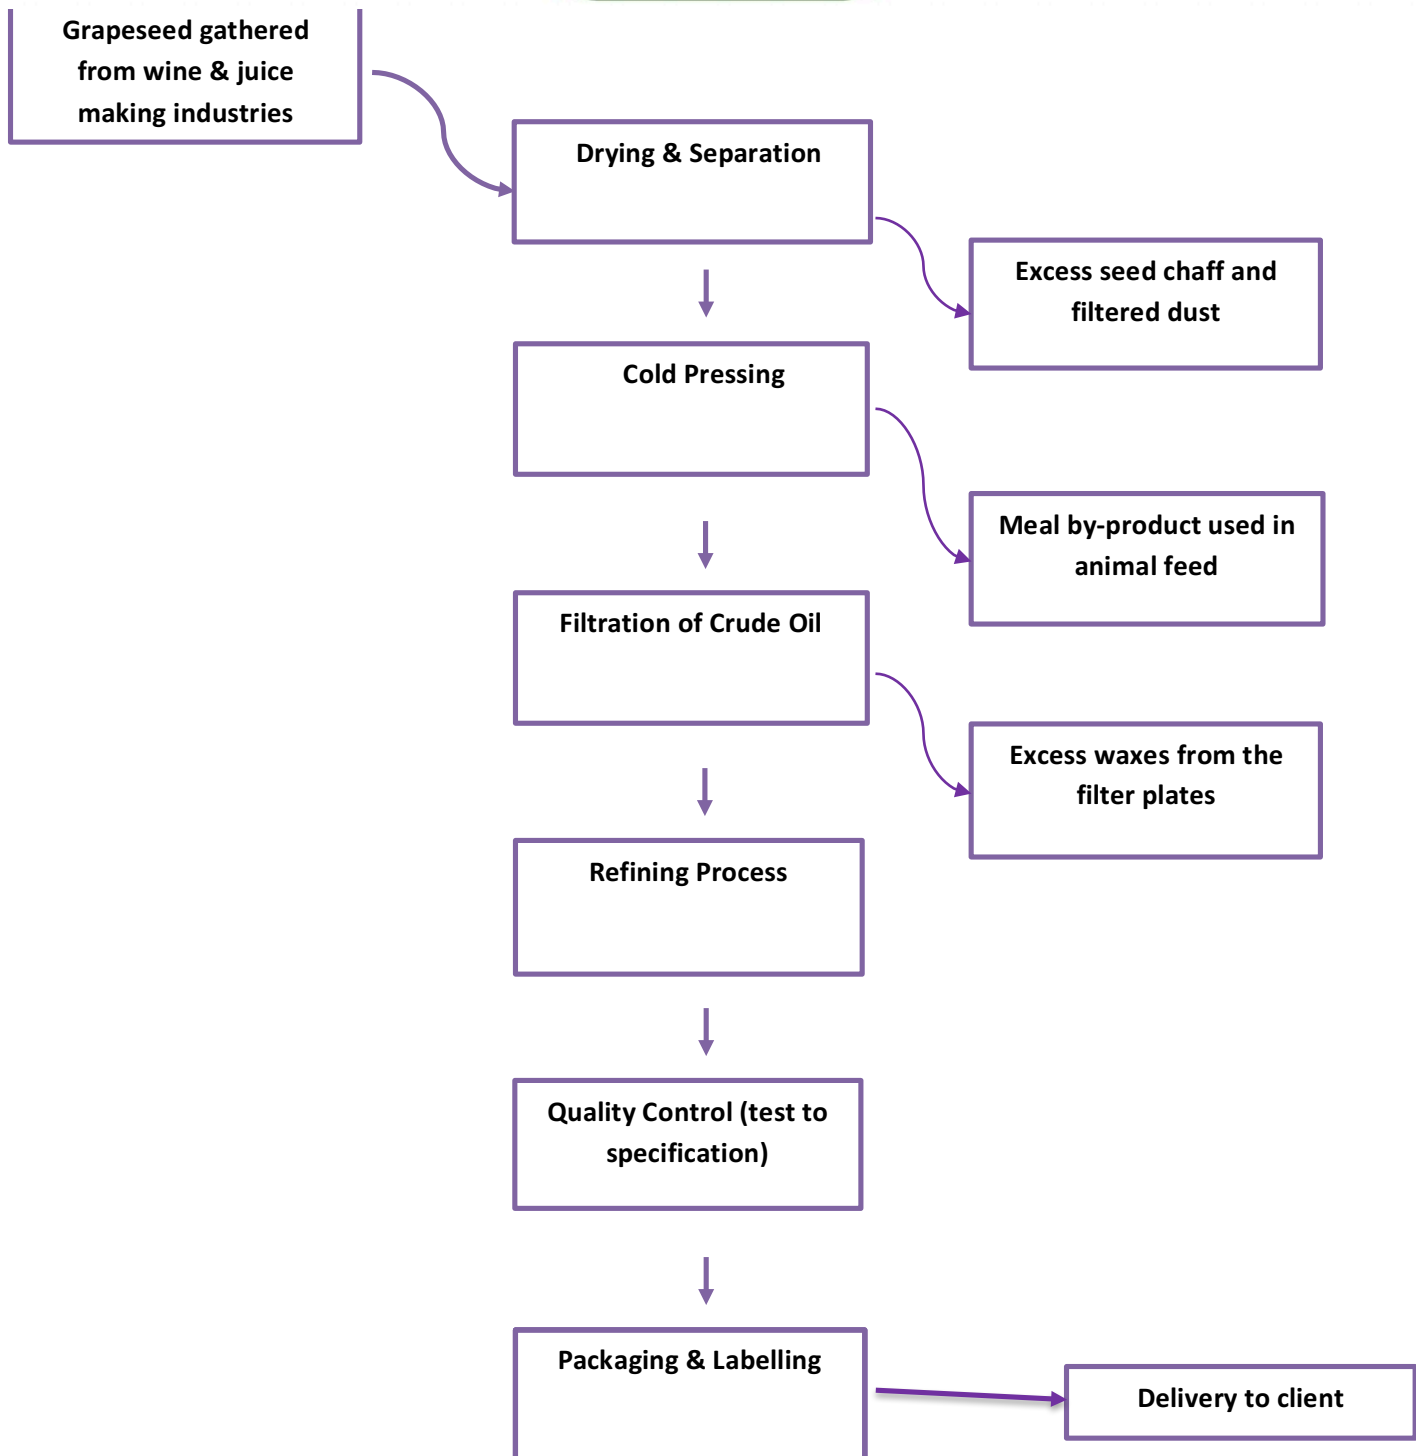 Grapeseed gathered
from wine & juice
making industries
Drying & Separation
Excess seed chaff and
filtered dust
Cold Pressing
Meal by-product used in
animal feed
Filtration of Crude Oil
Excess waxes from the
filter plates
Refining Process
Quality Control (test to
specification)
Packaging & Labelling
Delivery to client